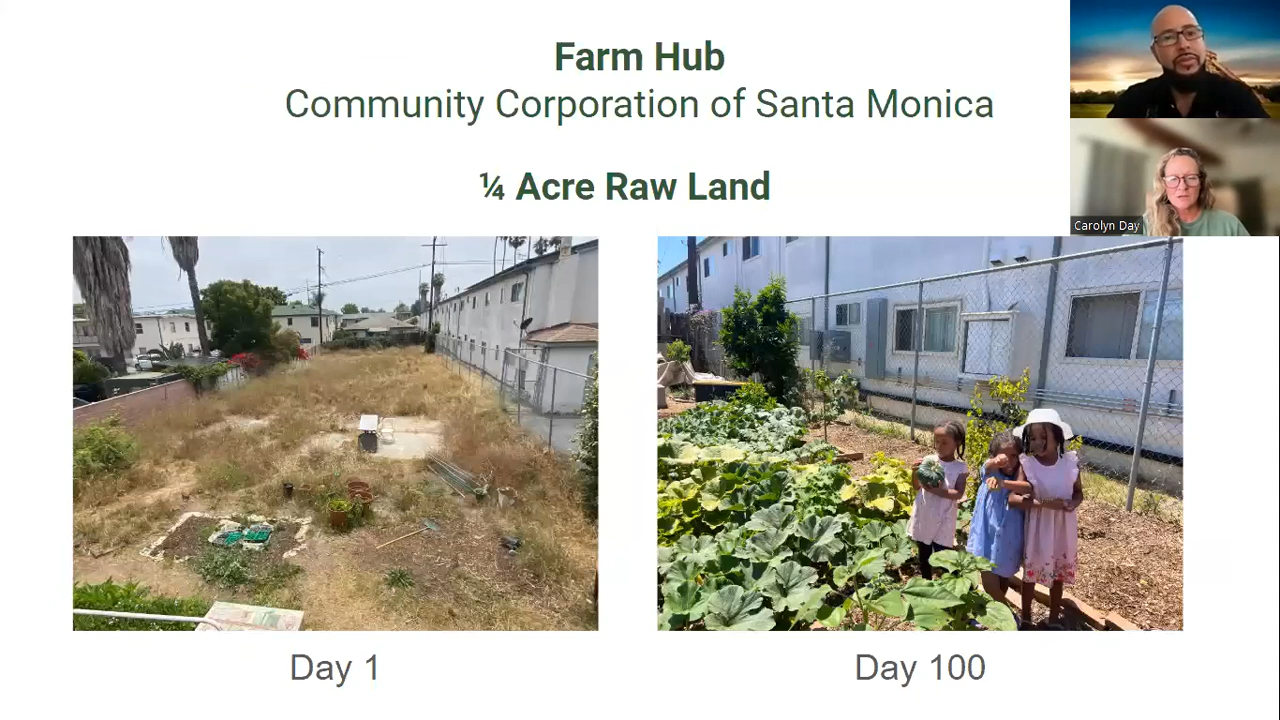 Farm Hub
Community Corporation of Santa Monica
¼ Acre Raw Land
Carolyn Day
Day 1
Day 100